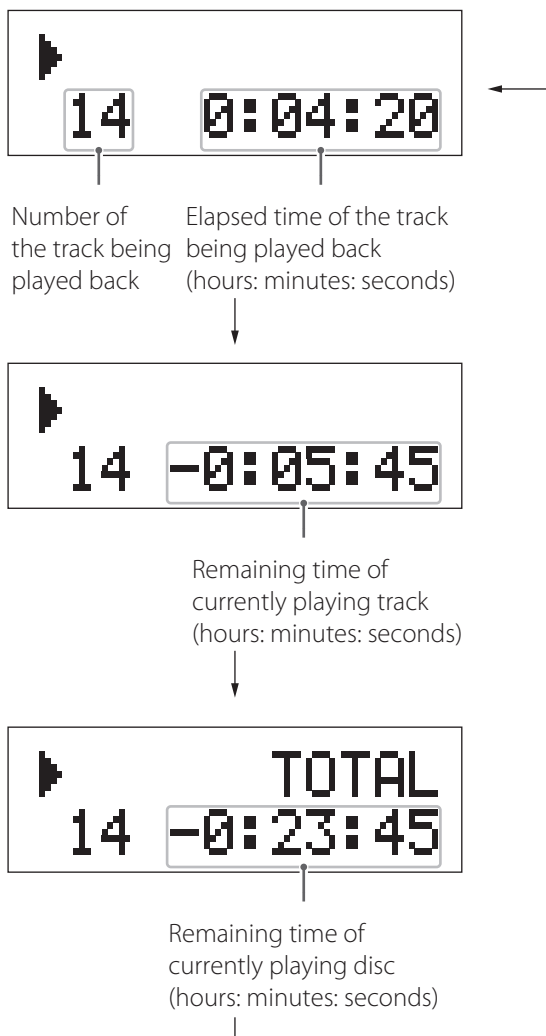 14 0:04:20
Number of
the track being
played back
Elapsed time of the track
being played back
(hours: minutes: seconds)
14 -0:05:45
Remaining time of
currently playing track
(hours: minutes: seconds)
TOTAL
14 -0:23:45
Remaining time of
currently playing disc
(hours: minutes: seconds)